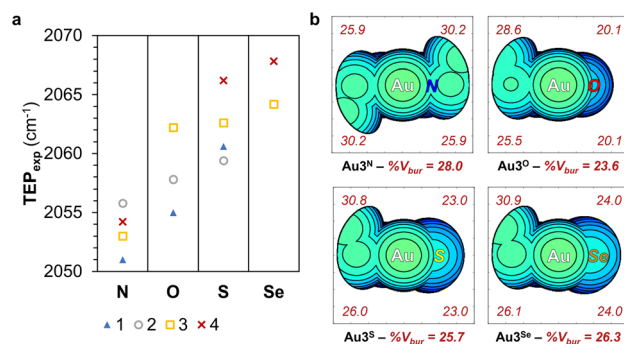 a
TEPexp (cm-1)
2070
2065
2060
2055
2050
N O S Se
1 2 3 4
b
25.9 30.2
Au N
30.2 25.9
Au3N – %Vbur = 28.0
28.6 20.1
Au O
25.5 20.1
Au3O – %Vbur = 23.6
30.8 23.0
Au S
26.0 23.0
Au3S – %Vbur = 25.7
30.9 24.0
Au Se
26.1 24.0
Au3Se – %Vbur = 26.3